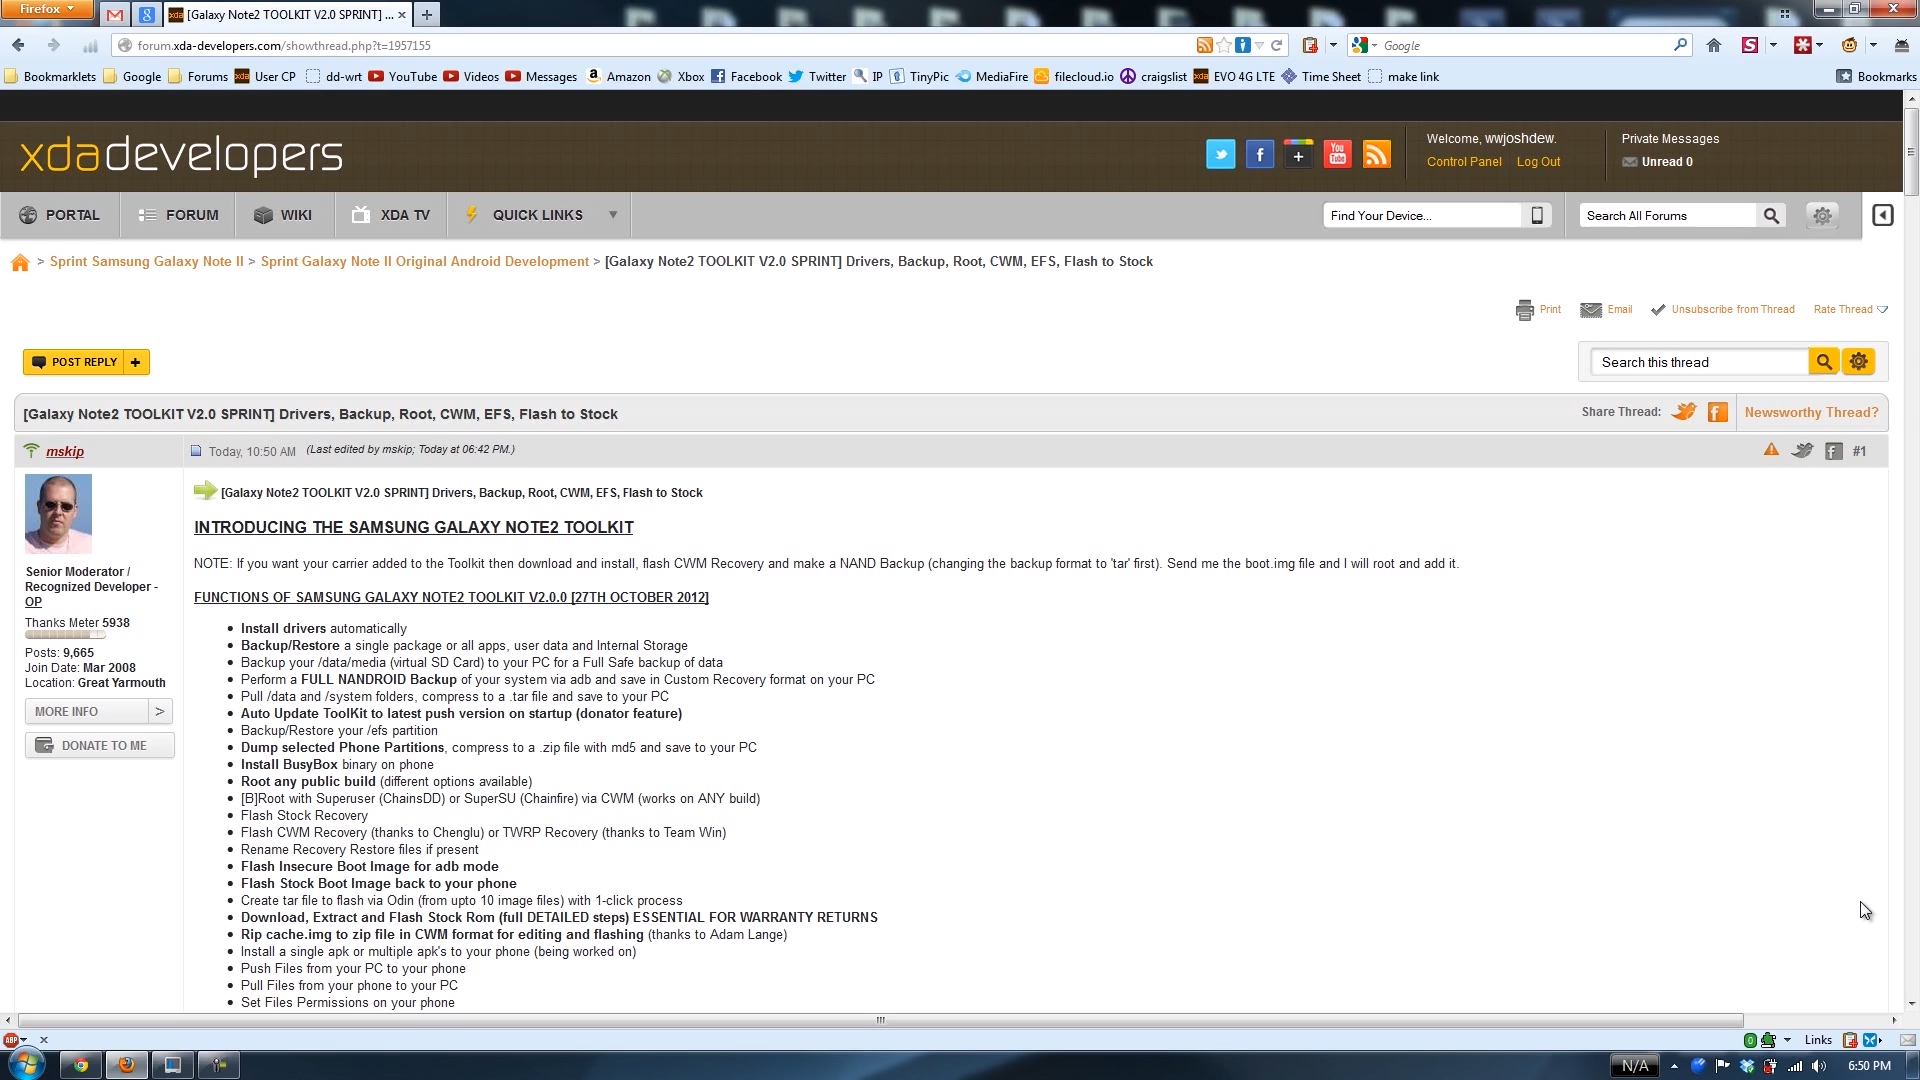 Firefox
[Galaxy Note2 TOOLKIT V2.0 SPRINT] ...
forum.xda-developers.com/showthread.php?t=1957155
Google
Bookmarklets Google Forums User CP dd-wrt YouTube Videos Messages Amazon Xbox Facebook Twitter IP TinyPic MediaFire filecloud.io craigslist EVO 4G LTE Time Sheet make link Bookmarks
xdadevelopers
Welcome, wwjoshdew.
Control Panel Log Out
Private Messages
Unread 0
PORTAL FORUM WIKI XDA TV QUICK LINKS
Find Your Device...
Search All Forums
> Sprint Samsung Galaxy Note II > Sprint Galaxy Note II Original Android Development > [Galaxy Note2 TOOLKIT V2.0 SPRINT] Drivers, Backup, Root, CWM, EFS, Flash to Stock
Print Email Unsubscribe from Thread Rate Thread
POST REPLY +
Search this thread
[Galaxy Note2 TOOLKIT V2.0 SPRINT] Drivers, Backup, Root, CWM, EFS, Flash to Stock
Share Thread: Newsworthy Thread?
mskip
Today, 10:50 AM (Last edited by mskip; Today at 06:42 PM.)
#1
Senior Moderator /
Recognized Developer -
OP
Thanks Meter 5938
Posts: 9,665
Join Date: Mar 2008
Location: Great Yarmouth
MORE INFO >
DONATE TO ME
[Galaxy Note2 TOOLKIT V2.0 SPRINT] Drivers, Backup, Root, CWM, EFS, Flash to Stock
INTRODUCING THE SAMSUNG GALAXY NOTE2 TOOLKIT
NOTE: If you want your carrier added to the Toolkit then download and install, flash CWM Recovery and make a NAND Backup (changing the backup format to 'tar' first). Send me the boot.img file and I will root and add it.
FUNCTIONS OF SAMSUNG GALAXY NOTE2 TOOLKIT V2.0.0 [27TH OCTOBER 2012]
• Install drivers automatically
• Backup/Restore a single package or all apps, user data and Internal Storage
• Backup your /data/media (virtual SD Card) to your PC for a Full Safe backup of data
• Perform a FULL NANDROID Backup of your system via adb and save in Custom Recovery format on your PC
• Pull /data and /system folders, compress to a .tar file and save to your PC
• Auto Update ToolKit to latest push version on startup (donator feature)
• Backup/Restore your /efs partition
• Dump selected Phone Partitions, compress to a .zip file with md5 and save to your PC
• Install BusyBox binary on phone
• Root any public build (different options available)
• [B]Root with Superuser (ChainsDD) or SuperSU (Chainfire) via CWM (works on ANY build)
• Flash Stock Recovery
• Flash CWM Recovery (thanks to Chenglu) or TWRP Recovery (thanks to Team Win)
• Rename Recovery Restore files if present
• Flash Insecure Boot Image for adb mode
• Flash Stock Boot Image back to your phone
• Create tar file to flash via Odin (from upto 10 image files) with 1-click process
• Download, Extract and Flash Stock Rom (full DETAILED steps) ESSENTIAL FOR WARRANTY RETURNS
• Rip cache.img to zip file in CWM format for editing and flashing (thanks to Adam Lange)
• Install a single apk or multiple apk's to your phone (being worked on)
• Push Files from your PC to your phone
• Pull Files from your phone to your PC
• Set Files Permissions on your phone
ABP
0 Links
N/A
6:50 PM